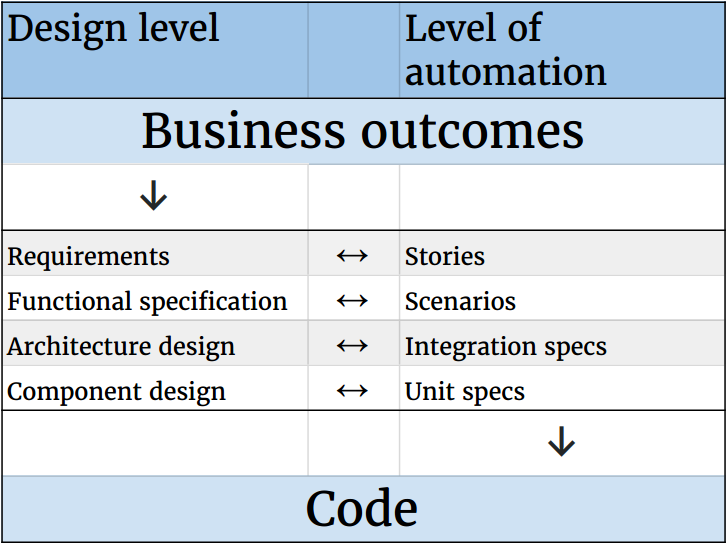 Design level
Level of
automation
Business outcomes
↓
Requirements ↔ Stories
Functional specification ↔ Scenarios
Architecture design ↔ Integration specs
Component design ↔ Unit specs
↓
Code